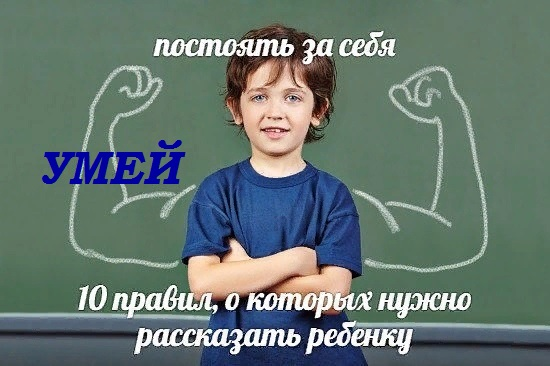 постоять за себя
УМЕЙ
10 правил, о которых нужно
рассказать ребенку